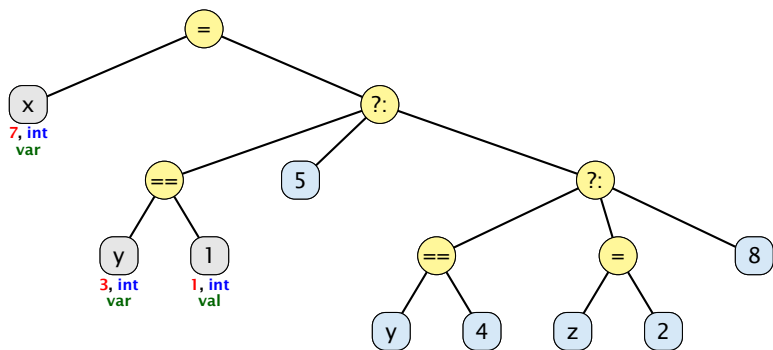 =
x
7, int
var
?:
==
5
?:
y
3, int
var
1
1, int
val
==
=
8
y
4
z
2